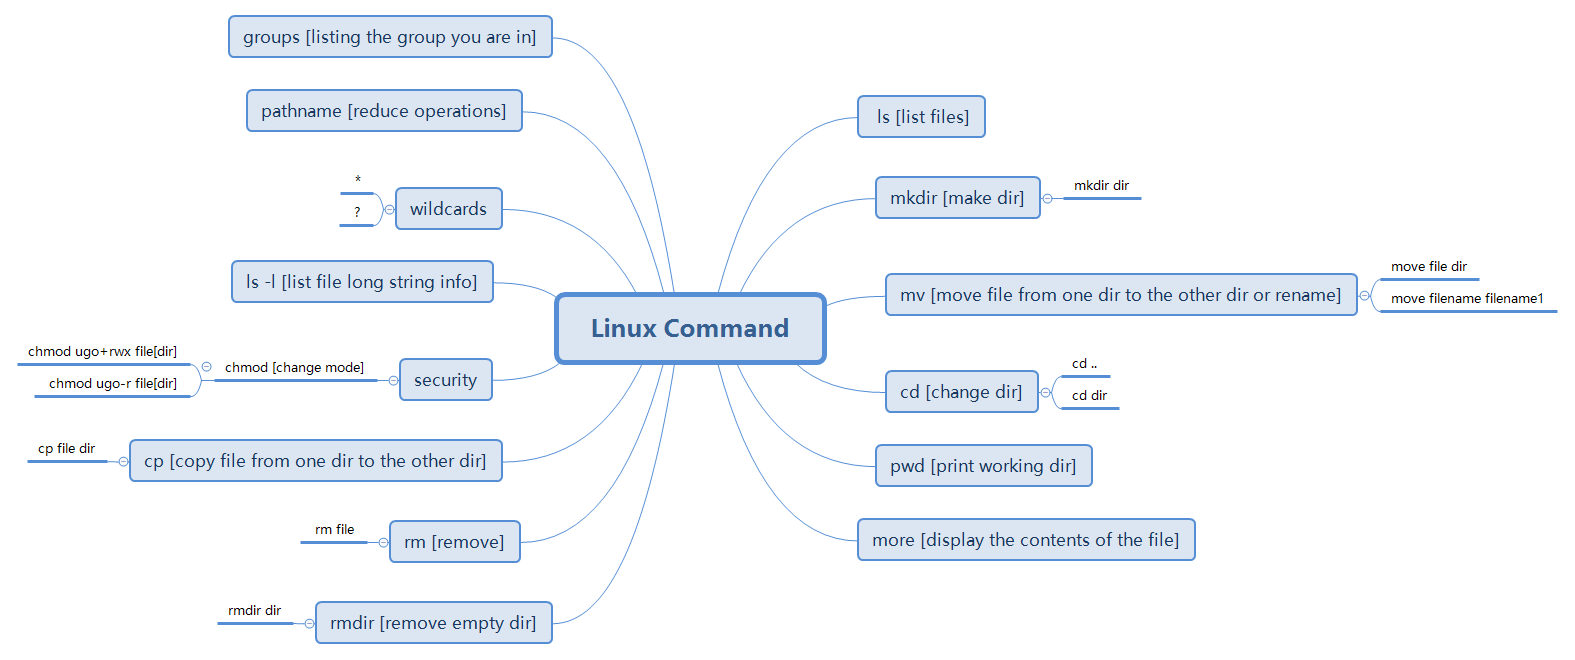 groups [listing the group you are in]
pathname [reduce operations]
*
?
wildcards
ls -l [list file long string info]
chmod ugo+rwx file[dir]
chmod ugo-r file[dir]
chmod [change mode]
security
cp file dir
cp [copy file from one dir to the other dir]
rm file
rm [remove]
rmdir dir
rmdir [remove empty dir]
Linux Command
ls [list files]
mkdir [make dir]
mkdir dir
mv [move file from one dir to the other dir or rename]
move file dir
move filename filename1
cd [change dir]
cd ..
cd dir
pwd [print working dir]
more [display the contents of the file]